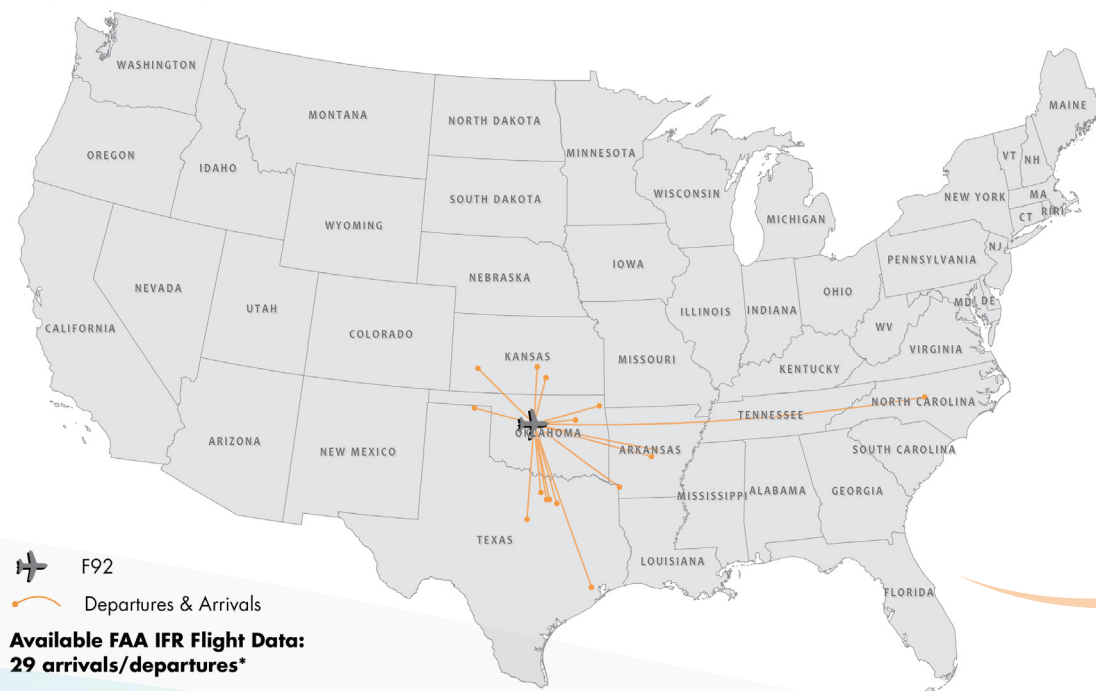 WASHINGTON
MAINE
MONTANA
NORTH DAKOTA
MINNESOTA
VT
NH
OREGON
IDAHO
WISCONSIN
NEW YORK
MA
SOUTH DAKOTA
MICHIGAN
CT
RIRI
WYOMING
NJ
PENNSYLVANIA
IOWA
NEBRASKA
OHIO
NEVADA
MD
DE
UTAH
ILLINOIS
INDIANA
CALIFORNIA
COLORADO
WV
VIRGINIA
KANSAS
MISSOURI
KENTUCKY
NORTH CAROLINA
TENNESSEE
OKLAHOMA
ARIZONA
NEW MEXICO
ARKANSAS
SOUTH CAROLINA
MISSISSIPPI
ALABAMA
GEORGIA
TEXAS
LOUISIANA
FLORIDA
F92
Departures & Arrivals
Available FAA IFR Flight Data:
29 arrivals/departures*